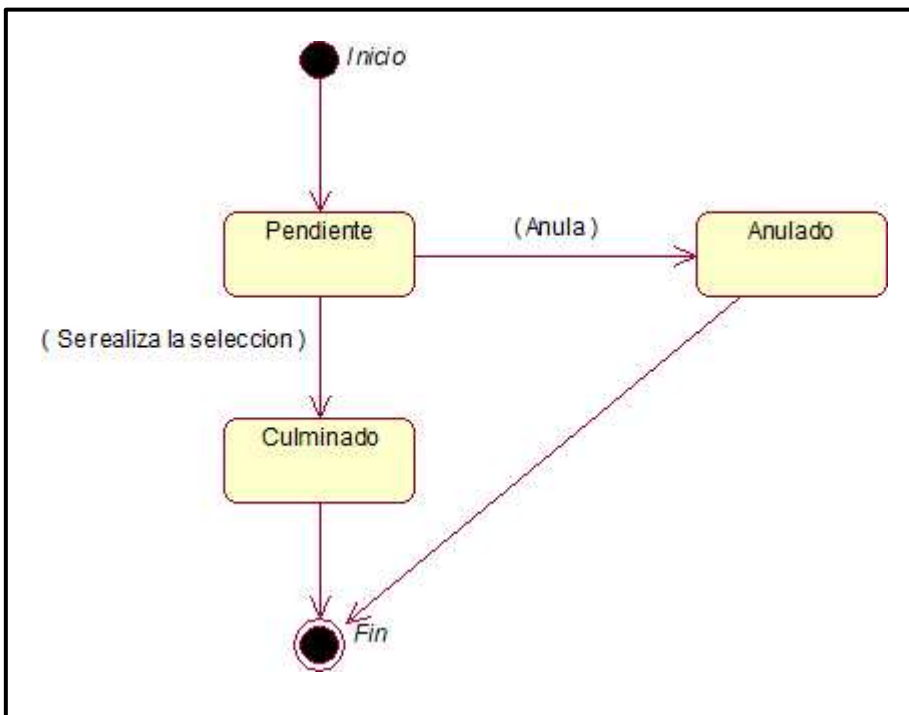 Inicio
Pendiente
( Anula )
Anulado
( Se realiza la seleccion )
Culminado
Fin